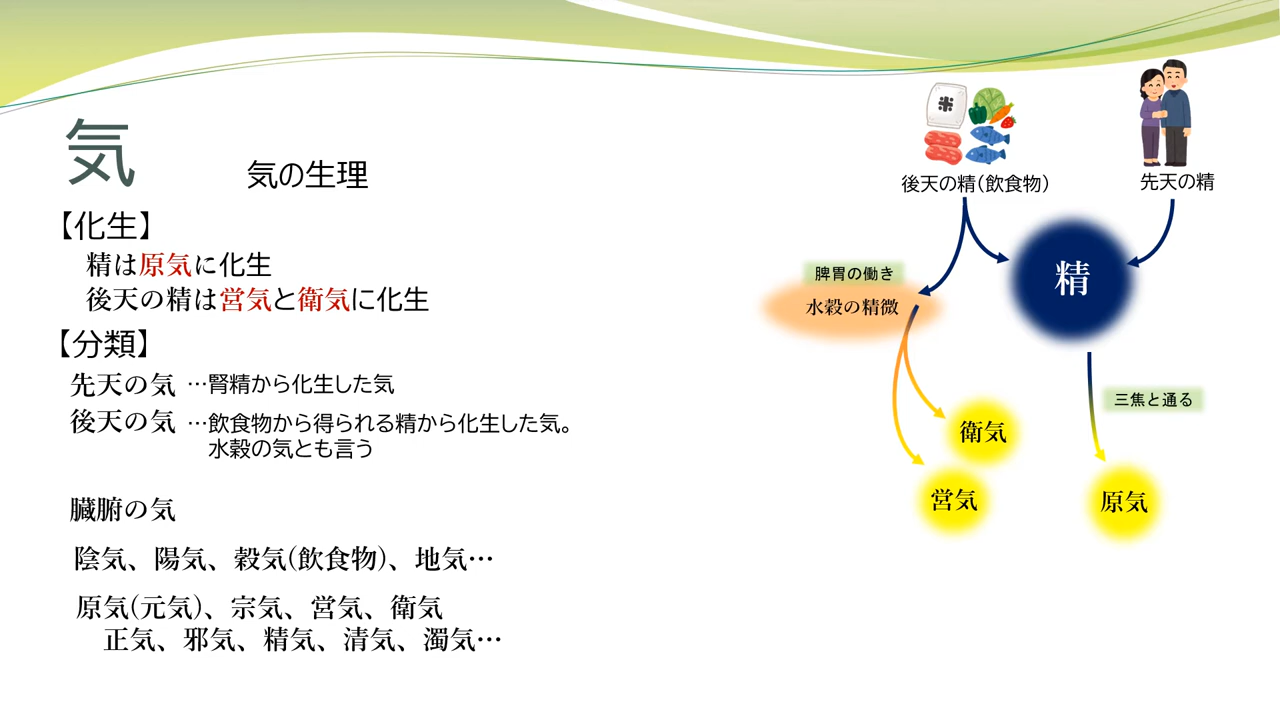 気
気の生理
【化生】
精は原気に化生
後天の精は営気と衛気に化生
【分類】
先天の気 …腎精から化生した気
後天の気 …飲食物から得られる精から化生した気。
水穀の気とも言う
臓腑の気
陰気、陽気、穀気(飲食物)、地気…
原気(元気)、宗気、営気、衛気
正気、邪気、精気、清気、濁気…
米
後天の精(飲食物)
先天の精
脾胃の働き
水穀の精微
精
三焦と通る
衛気
営気
原気